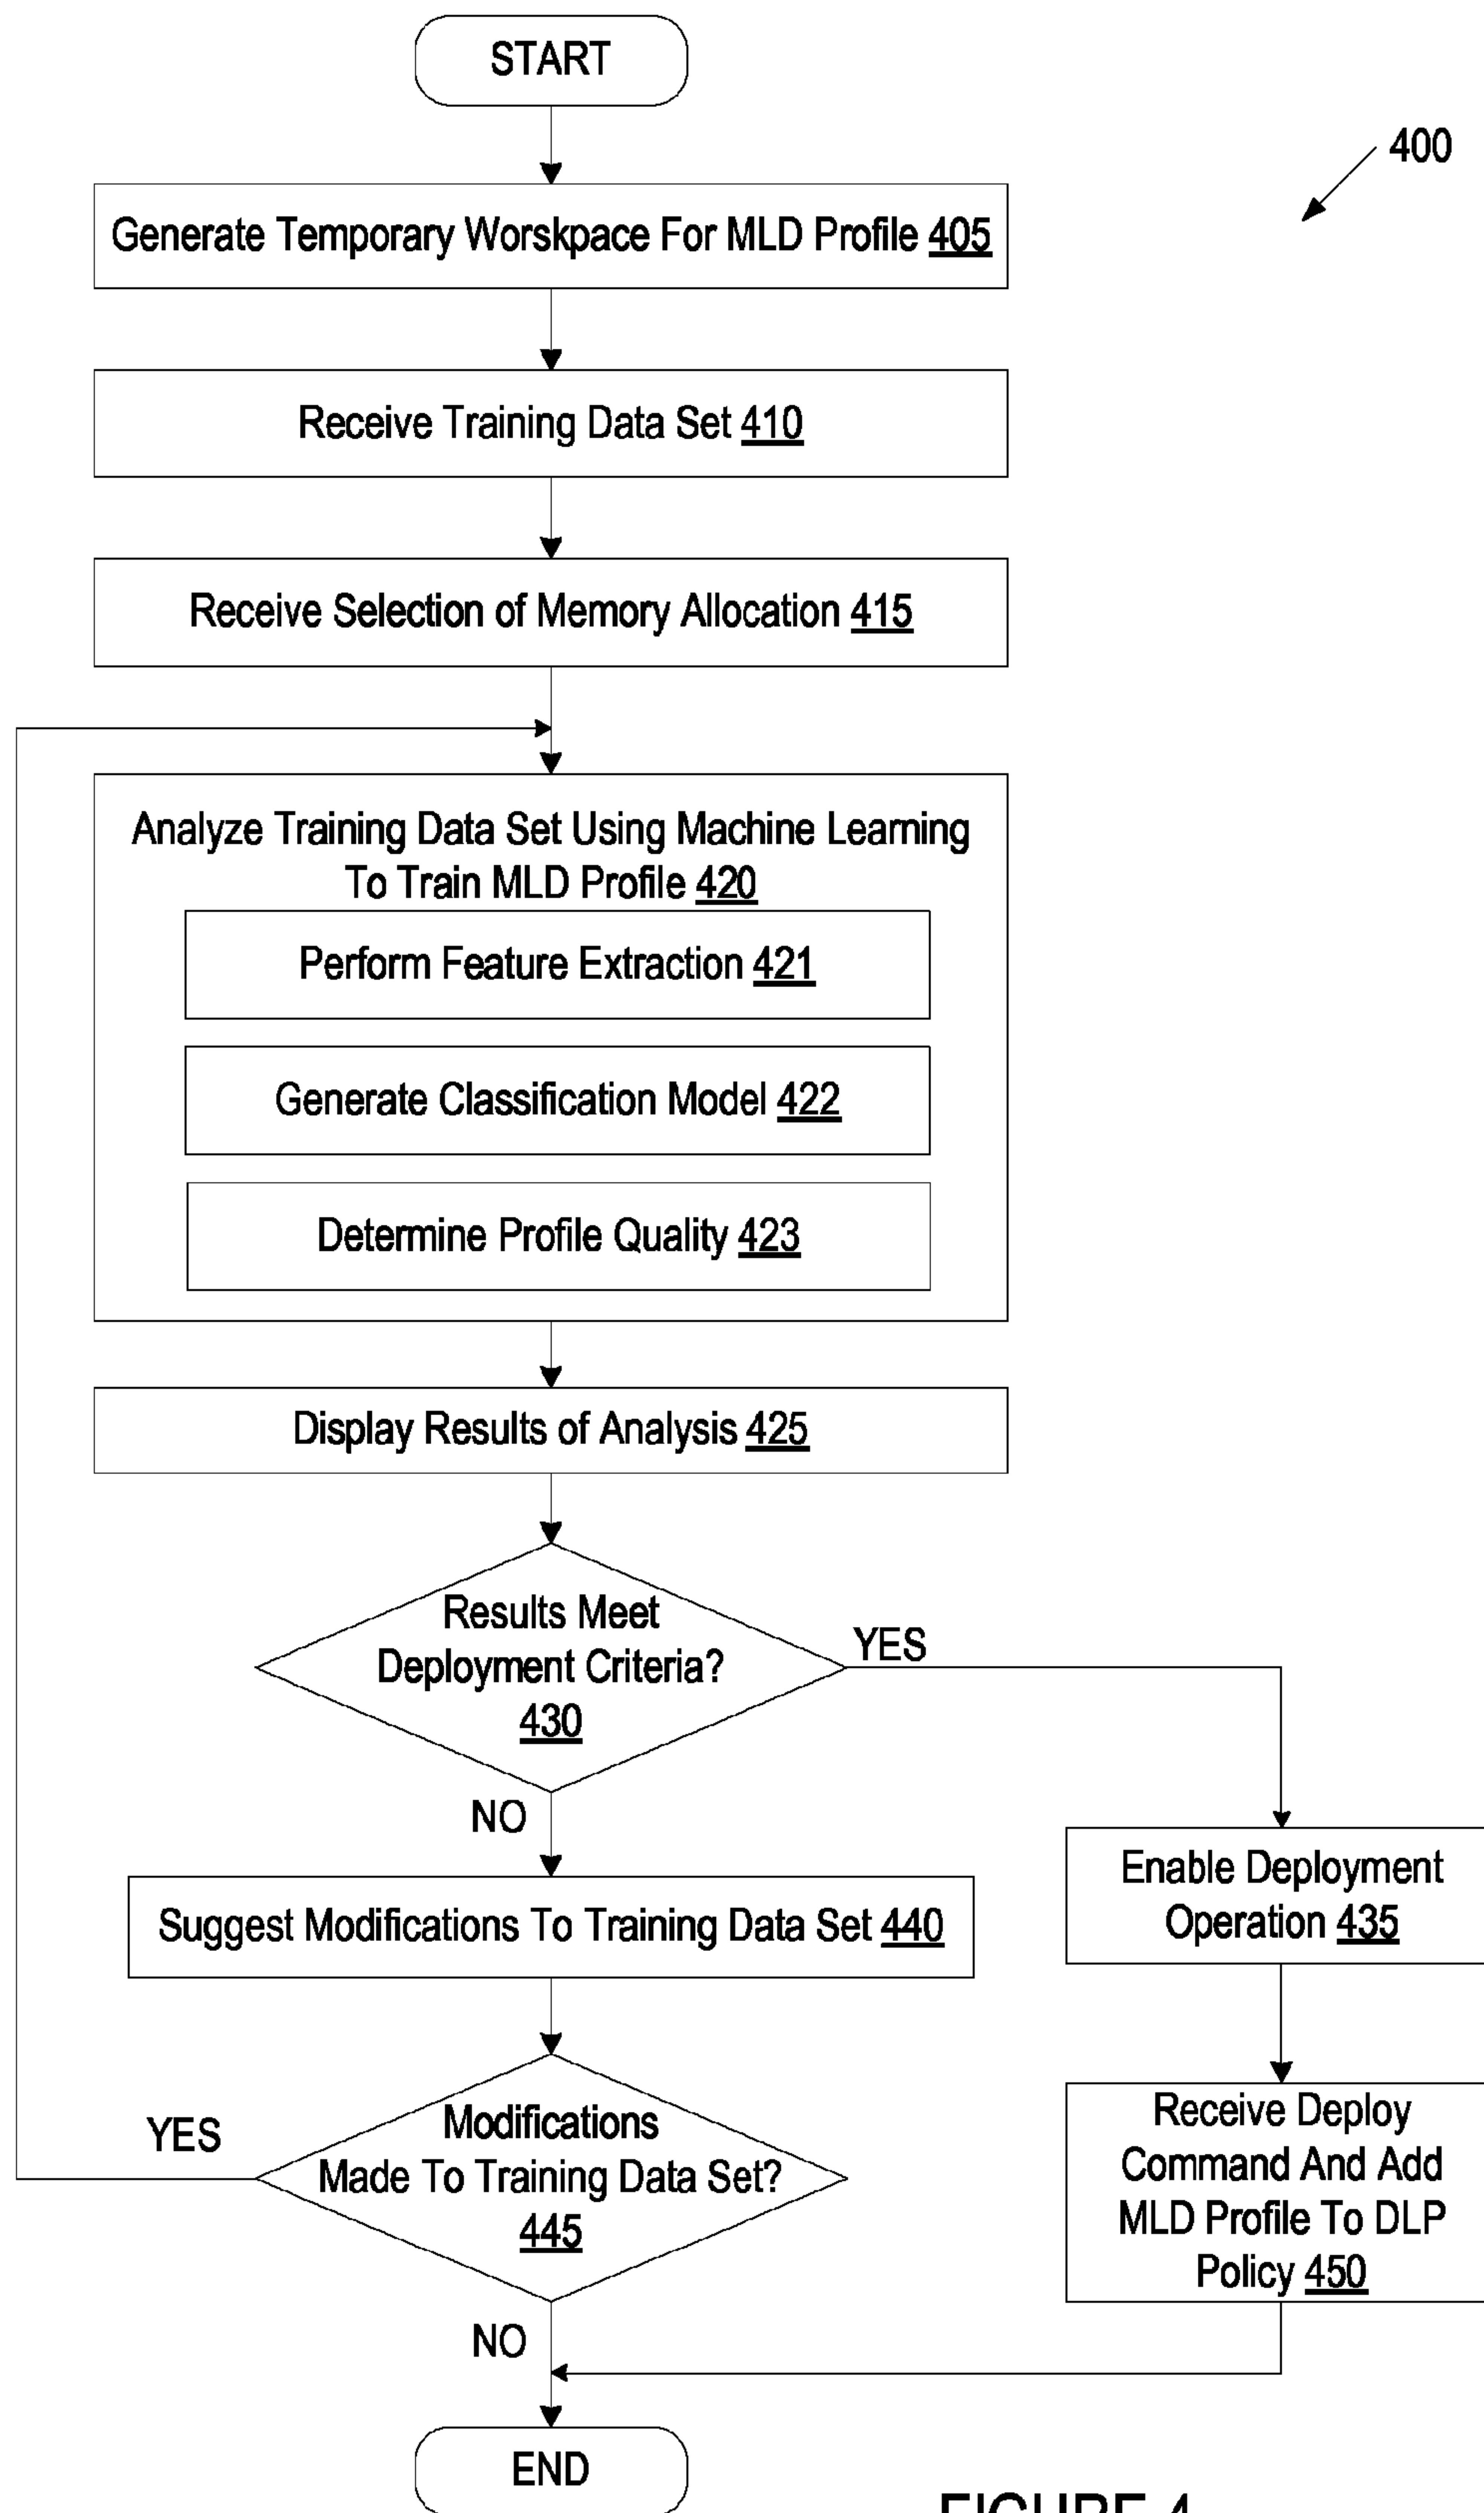 START
400
Generate Temporary Worskpace For MLD Profile 405
Receive Training Data Set 410
Receive Selection of Memory Allocation 415
Analyze Training Data Set Using Machine Learning
To Train MLD Profile 420
Perform Feature Extraction 421
Generate Classification Model 422
Determine Profile Quality 423
Display Results of Analysis 425
Results Meet
Deployment Criteria?
430
YES
NO
Enable Deployment
Operation 435
Suggest Modifications To Training Data Set 440
Modifications
Made To Training Data Set?
445
YES
NO
Receive Deploy
Command And Add
MLD Profile To DLP
Policy 450
END
FIGURE 4